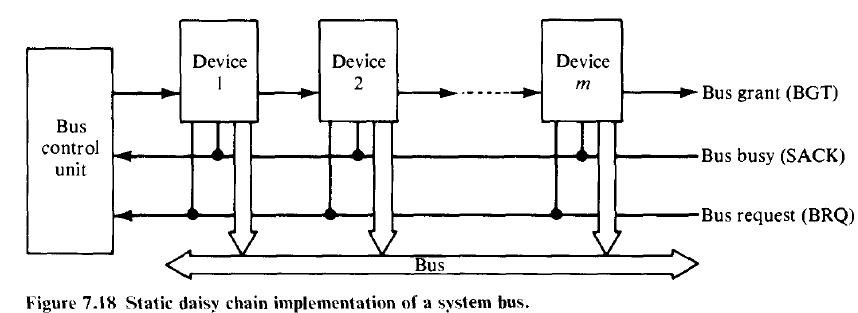 Device
1
Device
2
Device
m
Bus grant (BGT)
Bus
control
unit
Bus busy (SACK)
Bus request (BRQ)
Bus
Figure 7.18 Static daisy chain implementation of a system bus.